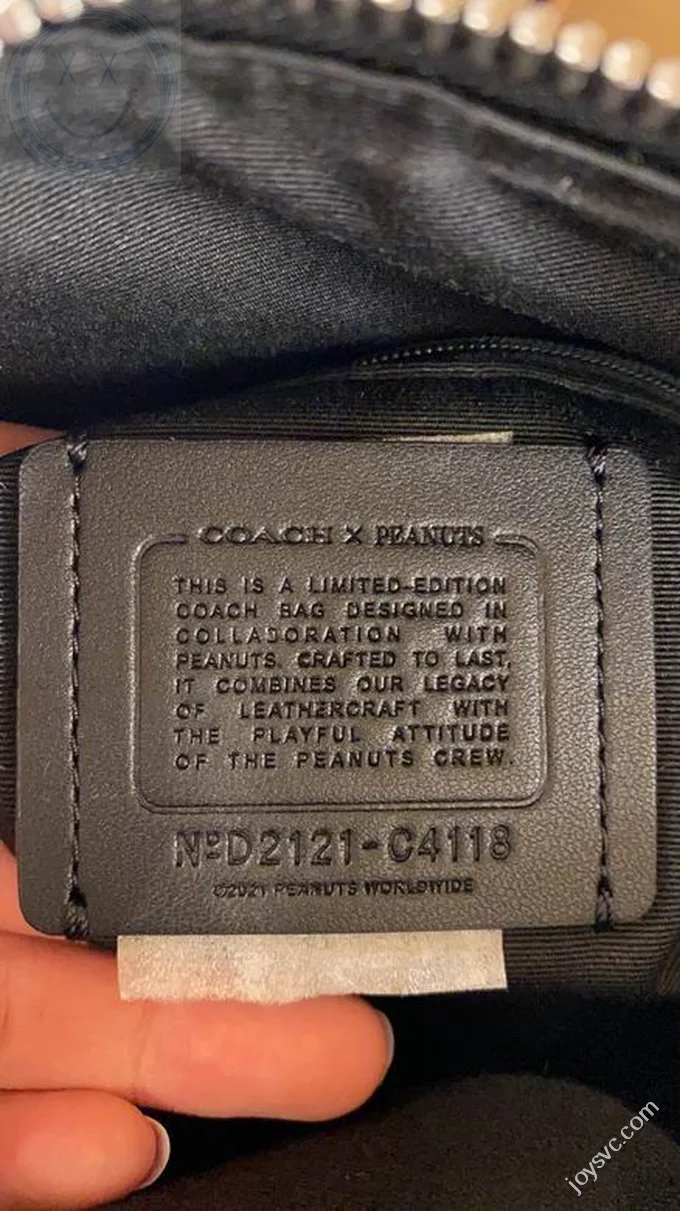 COACH X PEANUTS
THIS IS A LIMITED-EDITION
COACH BAG DESIGNED IN
COLLABORATION WITH
PEANUTS. CRAFTED TO LAST,
IT COMBINES OUR LEGACY
OF LEATHERCRAFT WITH
THE PLAYFUL ATTITUDE
OF THE PEANUTS CREW.
NºD2121-C4118
©2021 PEANUTS WORLDWIDE
joysvc.com